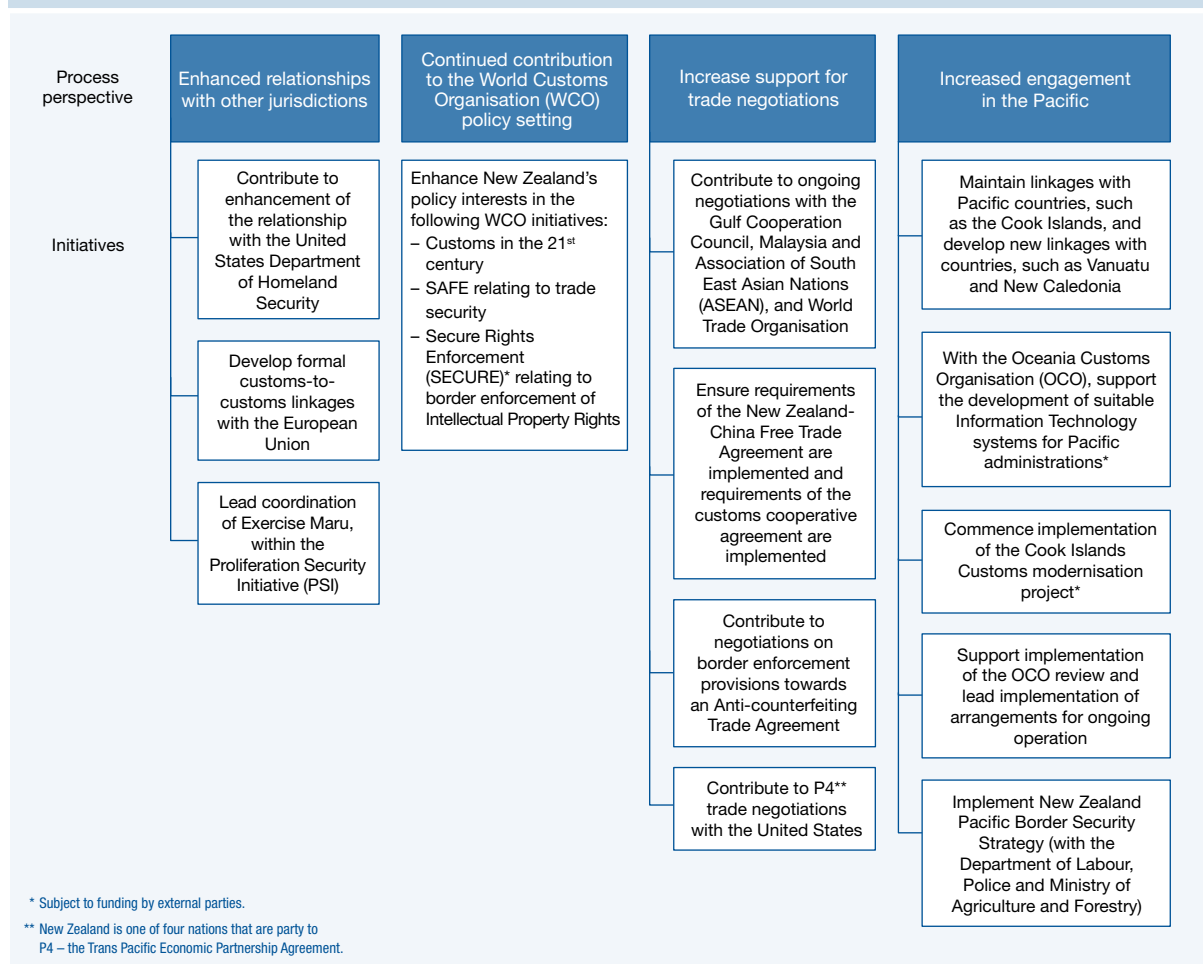 Process
perspective
Enhanced relationships
with other jurisdictions
Continued contribution
to the World Customs
Organisation (WCO)
policy setting
Increase support for
trade negotiations
Increased engagement
in the Pacific
Initiatives
Contribute to
enhancement of
the relationship
with the United
States Department
of Homeland
Security
Develop formal
customs-to-
customs linkages
with the European
Union
Lead coordination
of Exercise Maru,
within the
Proliferation Security
Initiative (PSI)
Enhance New Zealand’s
policy interests in the
following WCO initiatives:
– Customs in the 21st
century
– SAFE relating to trade
security
– Secure Rights
Enforcement
(SECURE)* relating to
border enforcement of
Intellectual Property Rights
Contribute to ongoing
negotiations with the
Gulf Cooperation
Council, Malaysia and
Association of South
East Asian Nations
(ASEAN), and World
Trade Organisation
Ensure requirements
of the New Zealand-
China Free Trade
Agreement are
implemented and
requirements of the
customs cooperative
agreement are
implemented
Contribute to
negotiations on
border enforcement
provisions towards
an Anti-counterfeiting
Trade Agreement
Contribute to P4**
trade negotiations
with the United States
Maintain linkages with
Pacific countries, such
as the Cook Islands, and
develop new linkages with
countries, such as Vanuatu
and New Caledonia
With the Oceania Customs
Organisation (OCO), support
the development of suitable
Information Technology
systems for Pacific
administrations*
Commence implementation
of the Cook Islands
Customs modernisation
project*
Support implementation
of the OCO review and
lead implementation of
arrangements for ongoing
operation
Implement New Zealand
Pacific Border Security
Strategy (with the
Department of Labour,
Police and Ministry of
Agriculture and Forestry)
* Subject to funding by external parties.
** New Zealand is one of four nations that are party to
P4 – the Trans Pacific Economic Partnership Agreement.